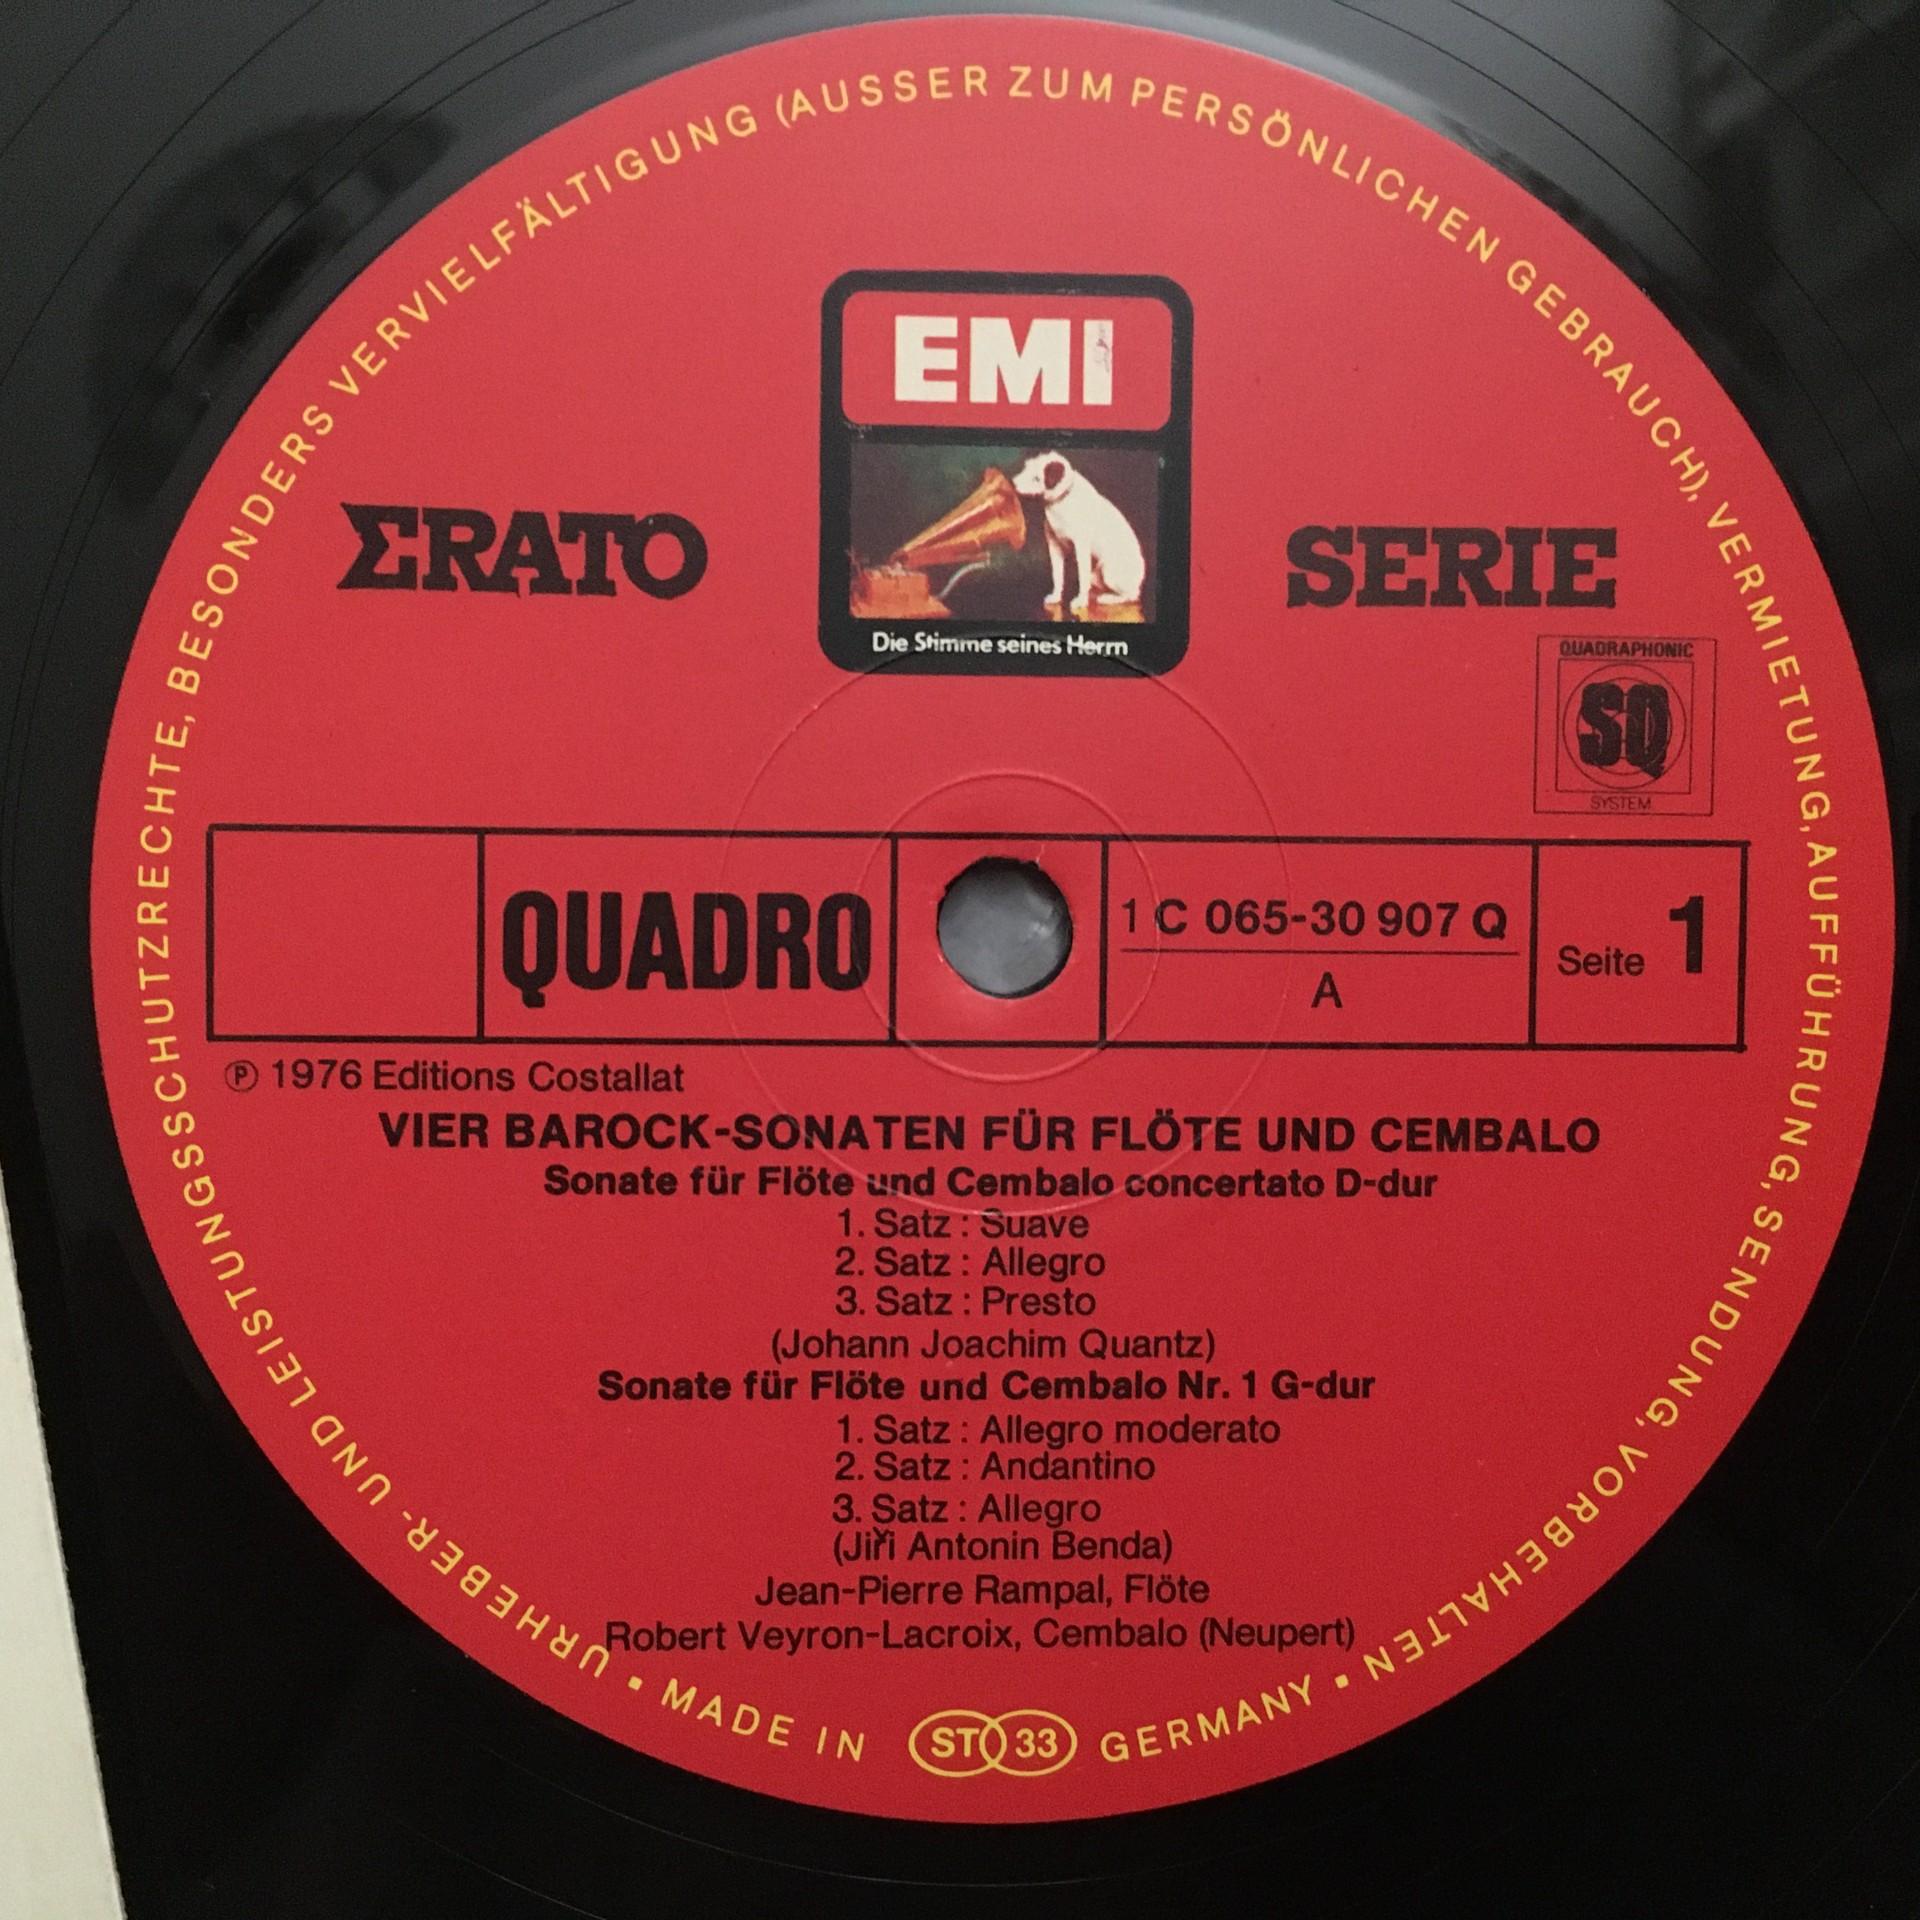 URHEBER- UND LEISTUNGSSCHUTZRECHTE, BESONDERS VERVIELFÄLTIGUNG (AUSSER ZUM PERSÖNLICHEN GEBRAUCH), VERMIETUNG, AUFFÜHRUNG, SENDUNG, VORBEHALTEN •
EMI
ΣRATO
SERIE
Die Stimme seines Herrn
QUADRAPHONIC
SQ
SYSTEM
QUADRO
1 C 065-30 907 Q
A
Seite 1
℗ 1976 Editions Costallat
VIER BAROCK-SONATEN FÜR FLÖTE UND CEMBALO
Sonate für Flöte und Cembalo concertato D-dur
1. Satz : Suave
2. Satz : Allegro
3. Satz : Presto
(Johann Joachim Quantz)
Sonate für Flöte und Cembalo Nr. 1 G-dur
1. Satz : Allegro moderato
2. Satz : Andantino
3. Satz : Allegro
(Jiři Antonin Benda)
Jean-Pierre Rampal, Flöte
Robert Veyron-Lacroix, Cembalo (Neupert)
• MADE IN ST 33 GERMANY